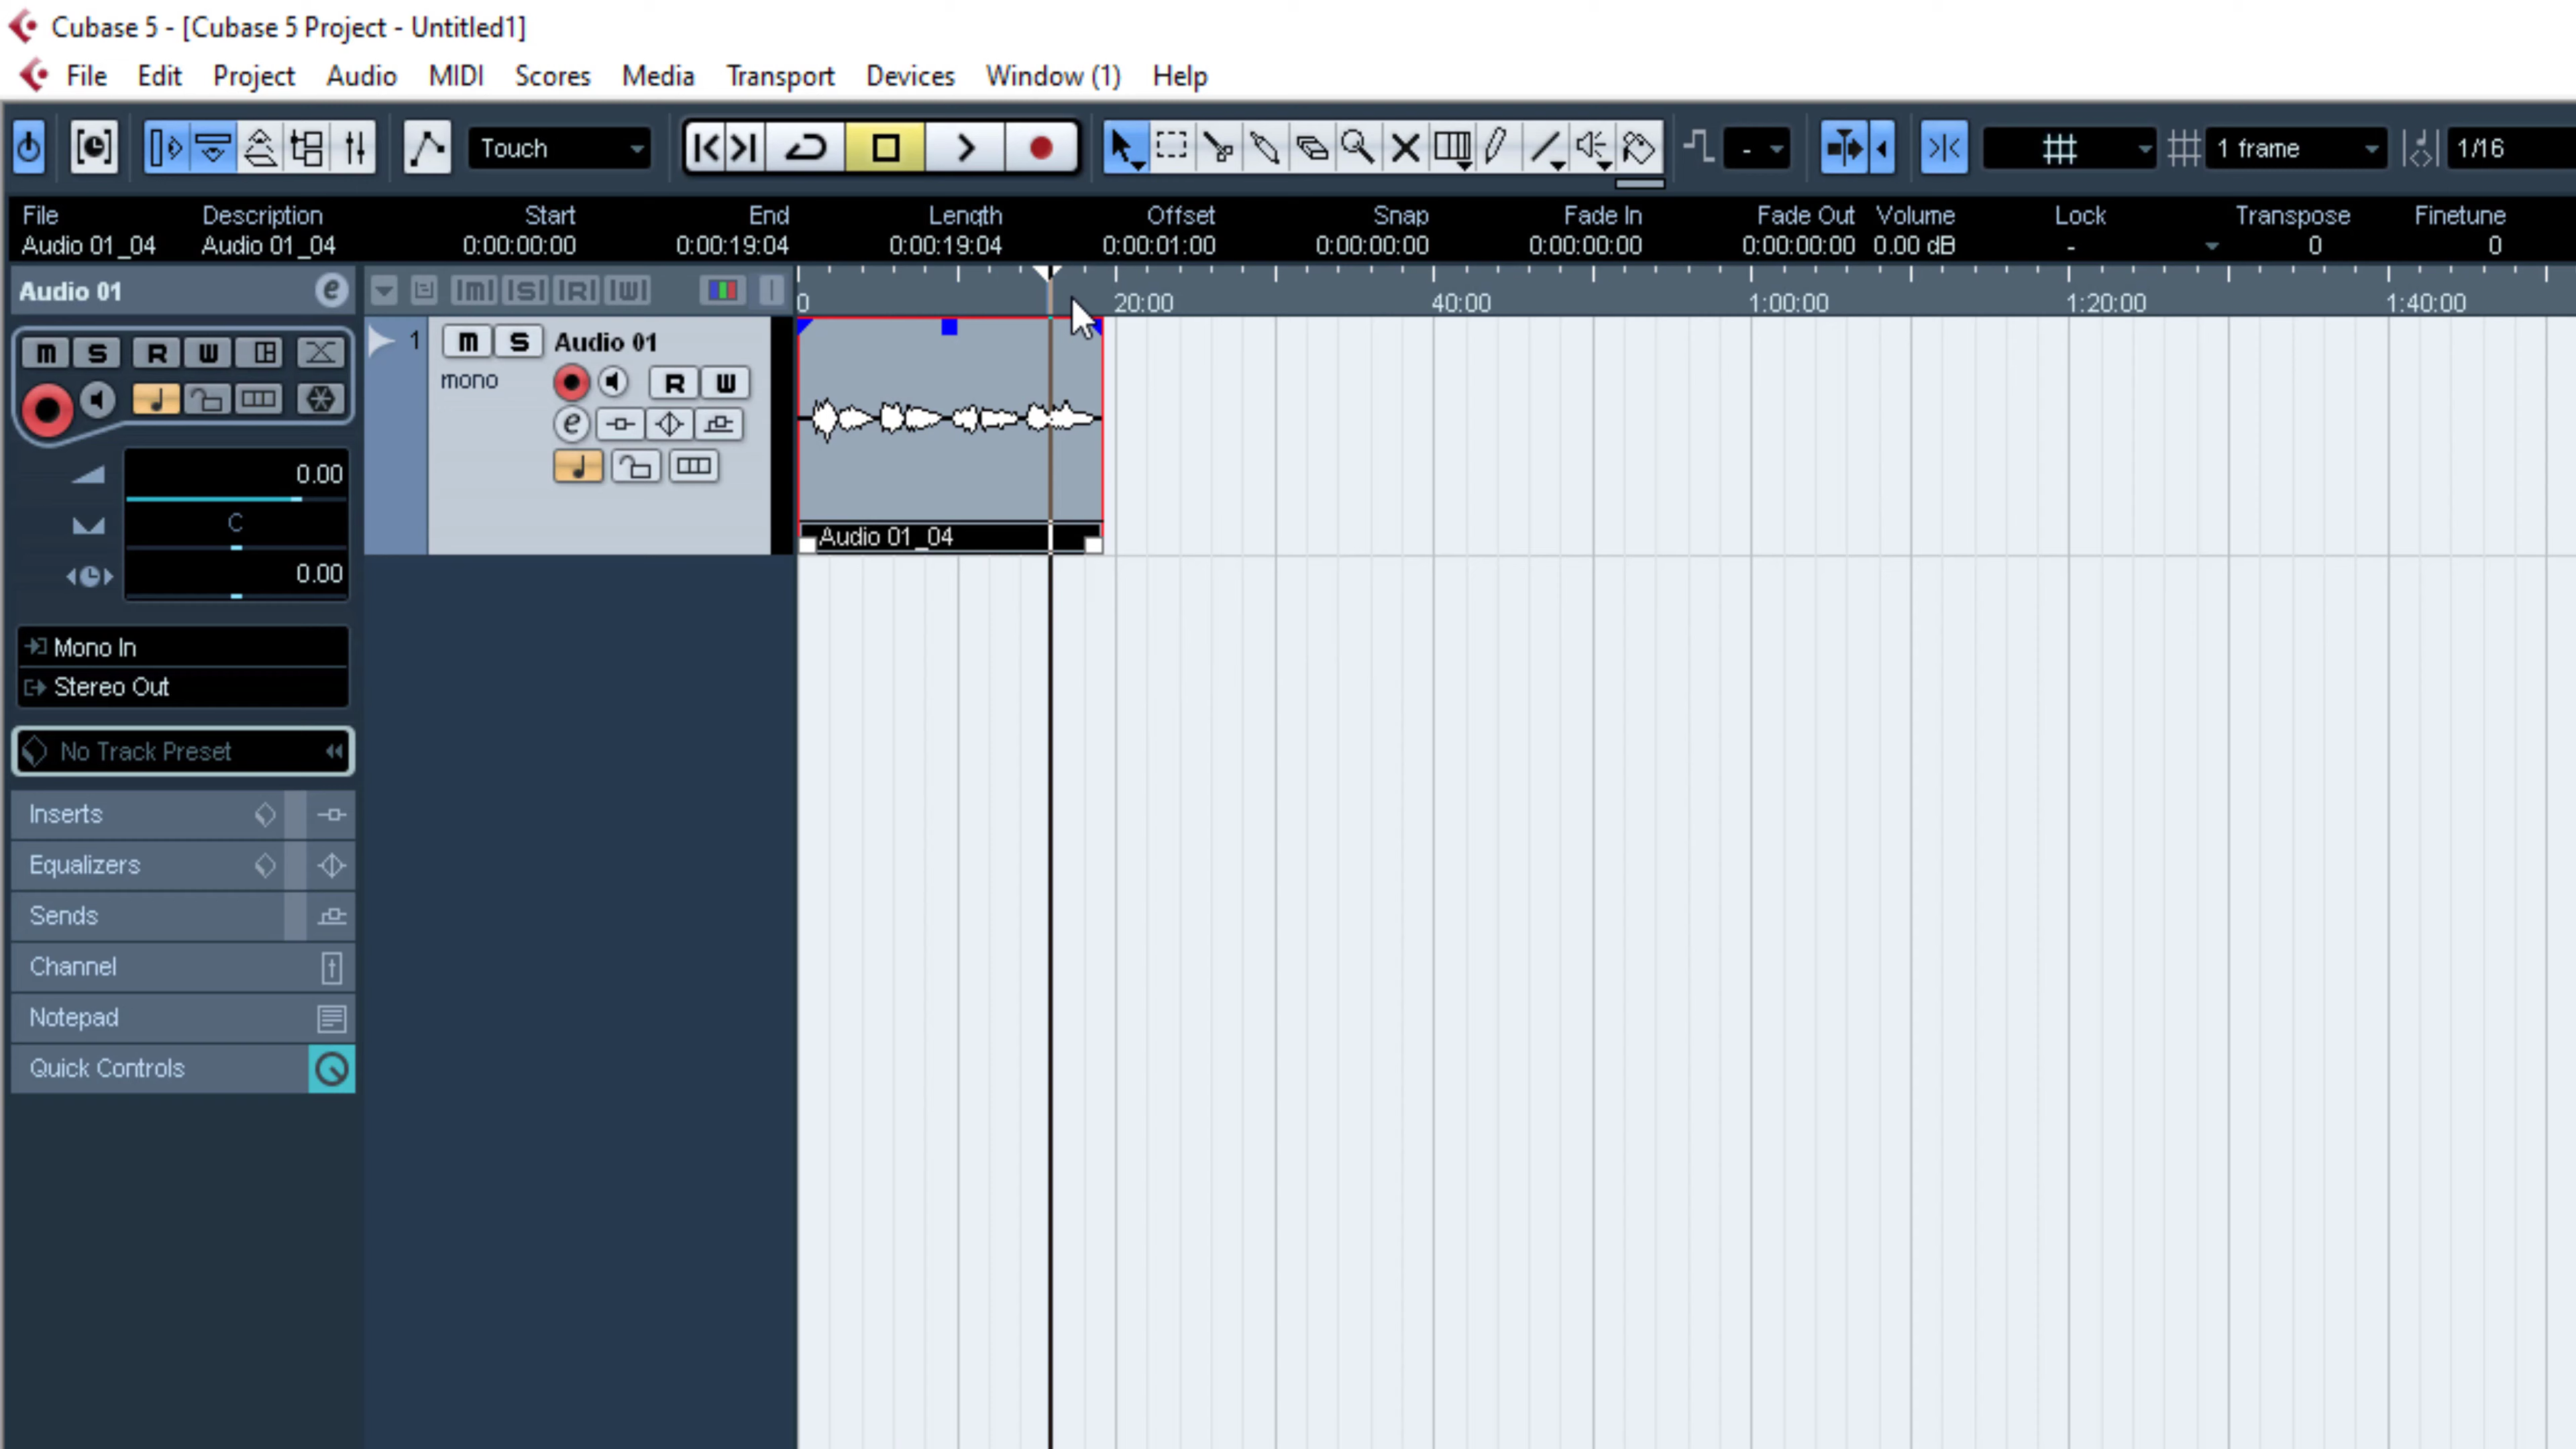 Cubase 5 - [Cubase 5 Project - Untitled1]
File Edit Project Audio MIDI Scores Media Transport Devices Window (1) Help
Touch - 1 frame 1/16
File Description Start End Length Offset Snap Fade In Fade Out Volume Lock Transpose Finetune
Audio 01_04 Audio 01_04 0:00:00:00 0:00:19:04 0:00:19:04 0:00:01:00 0:00:00:00 0:00:00:00 0:00:00:00 0.00 dB - 0 0
Audio 01 e M S R W
0 20:00 40:00 1:00:00 1:20:00 1:40:00
M S R W
1 M S Audio 01
mono R W
e
0.00
C
0.00
Audio 01_04
Mono In
Stereo Out
No Track Preset
Inserts
Equalizers
Sends
Channel
Notepad
Quick Controls